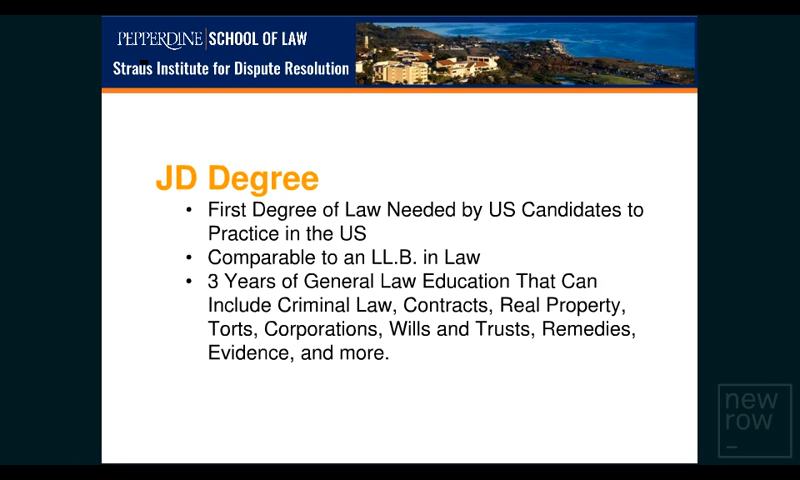 PEPPERDINE | SCHOOL OF LAW
Straus Institute for Dispute Resolution
JD Degree
• First Degree of Law Needed by US Candidates to
Practice in the US
• Comparable to an LL.B. in Law
• 3 Years of General Law Education That Can
Include Criminal Law, Contracts, Real Property,
Torts, Corporations, Wills and Trusts, Remedies,
Evidence, and more.
new
row